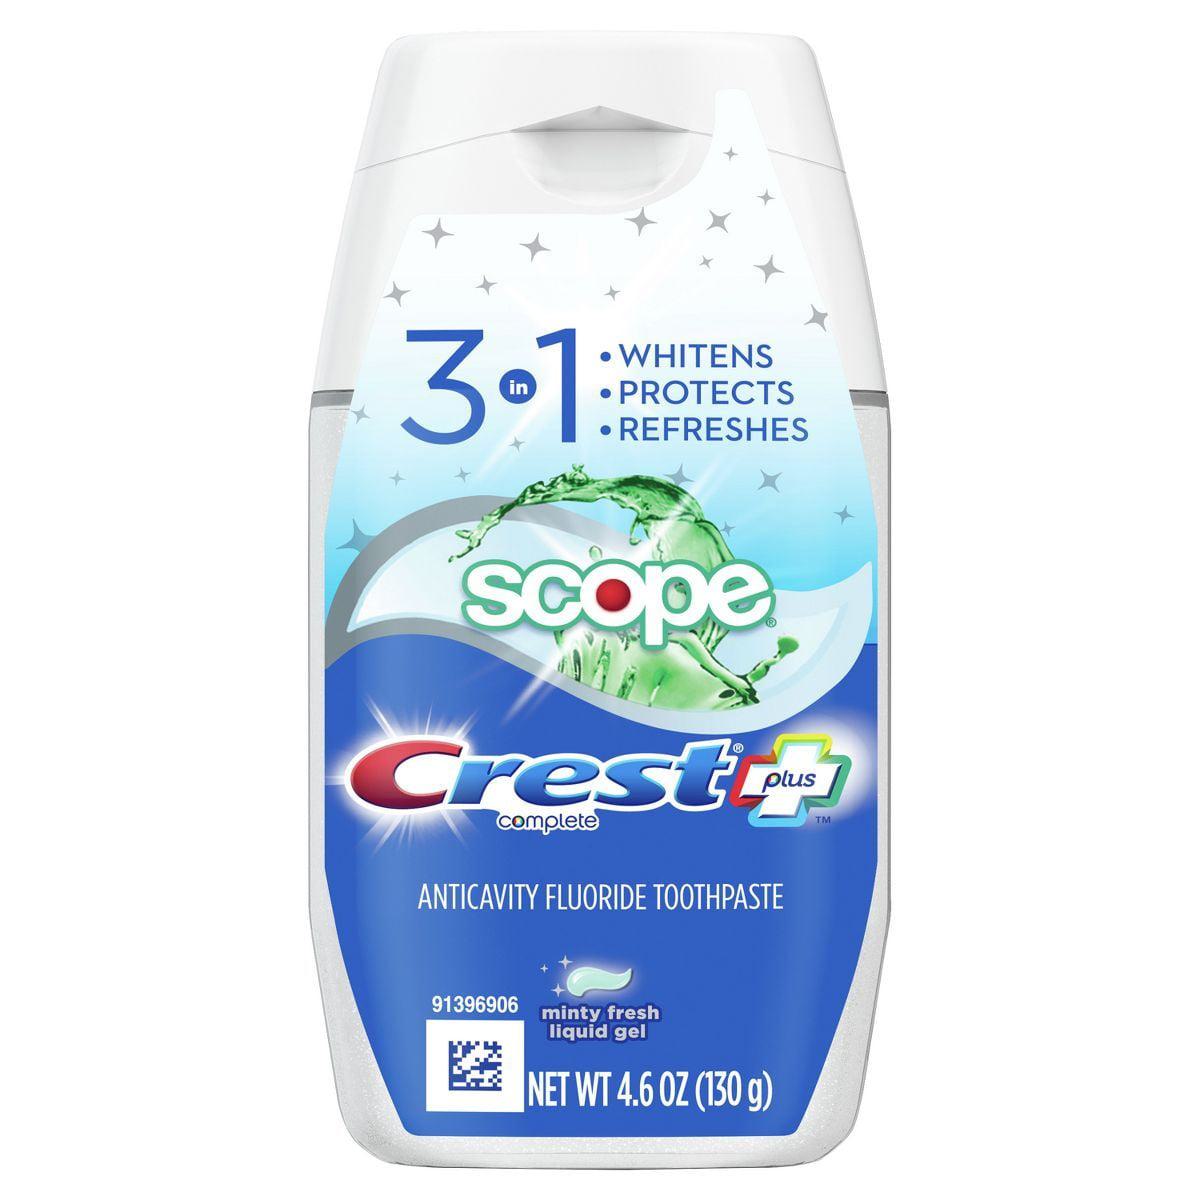 3 in 1
• WHITENS
• PROTECTS
• REFRESHES
scope®
Crest® plus™
complete
ANTICAVITY FLUORIDE TOOTHPASTE
91396906
minty fresh
liquid gel
NET WT 4.6 OZ (130 g)